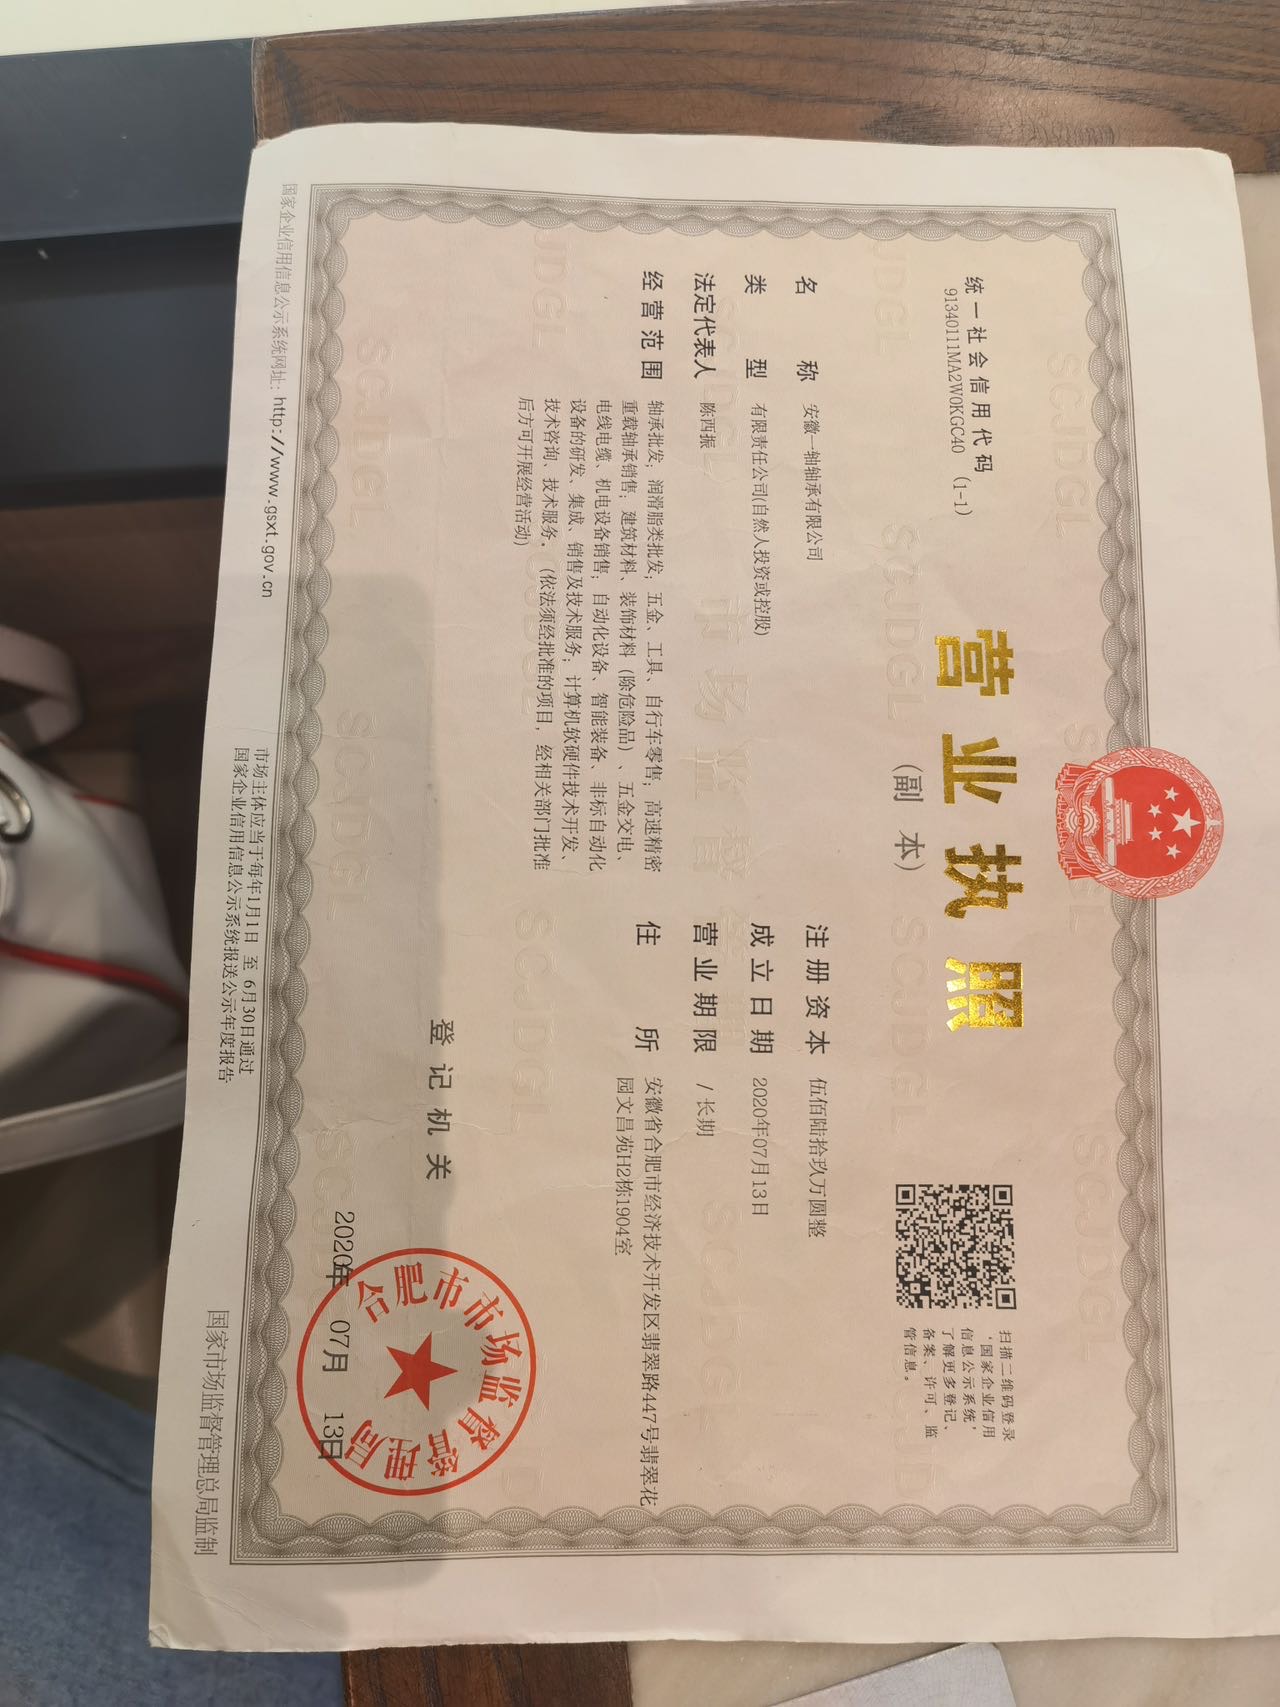 统一社会信用代码
91340111MA2W0KGC40 (1-1)
营业执照
(副本)
扫描二维码登录
‘国家企业信用
信息公示系统’
了解更多登记、
备案、许可、监
管信息。
名称 安徽一轴轴承有限公司
类型 有限责任公司(自然人投资或控股)
法定代表人 陈西振
经营范围 轴承批发；润滑脂类批发；五金、工具、自行车零售；高速精密
重载轴承销售；建筑材料、装饰材料（除危险品）、五金交电、
电线电缆、机电设备销售；自动化设备、智能装备、非标自动化
设备的研发、集成、销售及技术服务；计算机软硬件技术开发、
技术咨询、技术服务。（依法须经批准的项目，经相关部门批准
后方可开展经营活动）
注册资本 伍佰陆拾玖万圆整
成立日期 2020年07月13日
营业期限 / 长期
住所 安徽省合肥市经济技术开发区翡翠路447号翡翠花
园文昌苑H2栋1904室
登记机关
合肥市市场监督管理局
2020年 07月 13日
国家企业信用信息公示系统网址：http://www.gsxt.gov.cn
市场主体应当于每年1月1日 至 6月30日通过
国家企业信用信息公示系统报送公示年度报告
国家市场监督管理总局监制